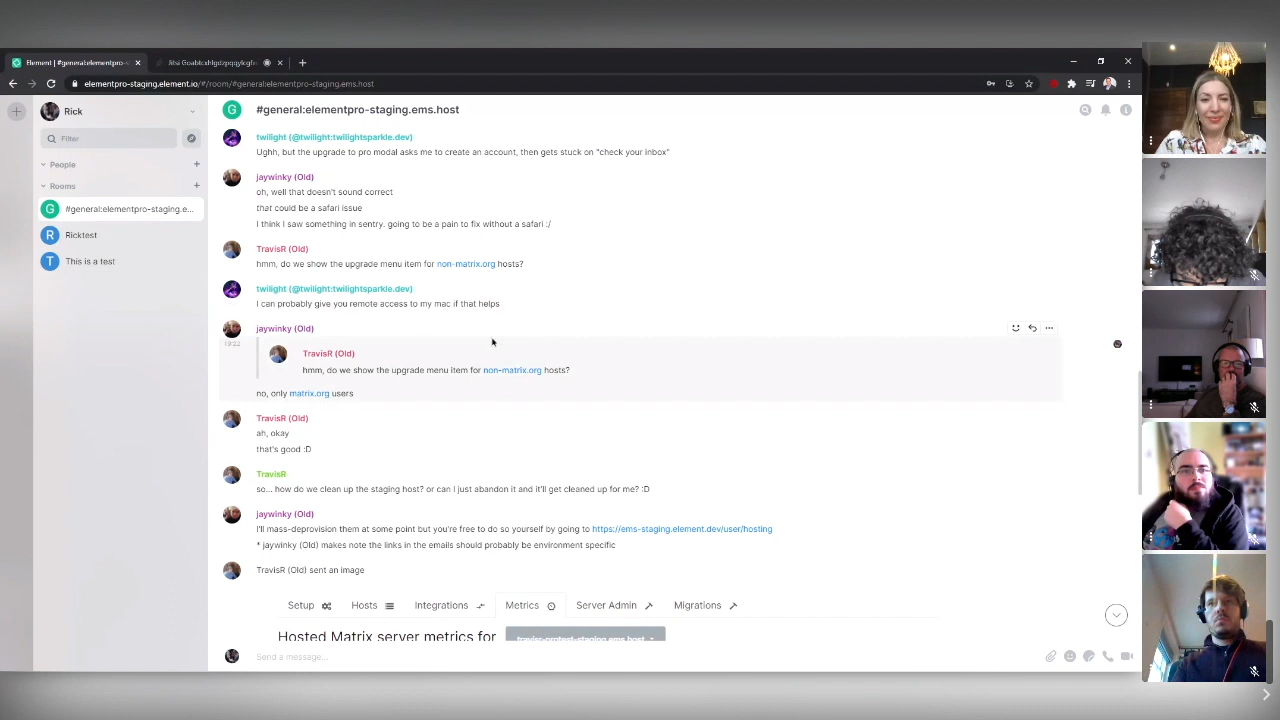 Element | #general:elementpro-s
elementpro-staging.element.io/#/room/#general:elementpro-staging.ems.host
Rick
Filter
People
Rooms
G
#general:elementpro-staging.e...
R
Ricktest
T
This is a test
G
#general:elementpro-staging.ems.host
twilight (@twilight:twilightsparkle.dev)
Ughh, but the upgrade to pro modal asks me to create an account, then gets stuck on "check your inbox"
jaywinky (Old)
oh, well that doesn't sound correct
that could be a safari issue
I think I saw something in sentry. going to be a pain to fix without a safari :/
TravisR (Old)
hmm, do we show the upgrade menu item for non-matrix.org hosts?
twilight (@twilight:twilightsparkle.dev)
I can probably give you remote access to my mac if that helps
jaywinky (Old)
19:22
TravisR (Old)
hmm, do we show the upgrade menu item for non-matrix.org hosts?
no, only matrix.org users
TravisR (Old)
ah, okay
that's good :D
TravisR
so... how do we clean up the staging host? or can I just abandon it and it'll get cleaned up for me? :D
jaywinky (Old)
I'll mass-deprovision them at some point but you're free to do so yourself by going to https://ems-staging.element.dev/user/hosting
* jaywinky (Old) makes note the links in the emails should probably be environment specific
TravisR (Old) sent an image
Setup Hosts Integrations Metrics Server Admin Migrations
Hosted Matrix server metrics for travisr-protest-staging.ems.host
Send a message...